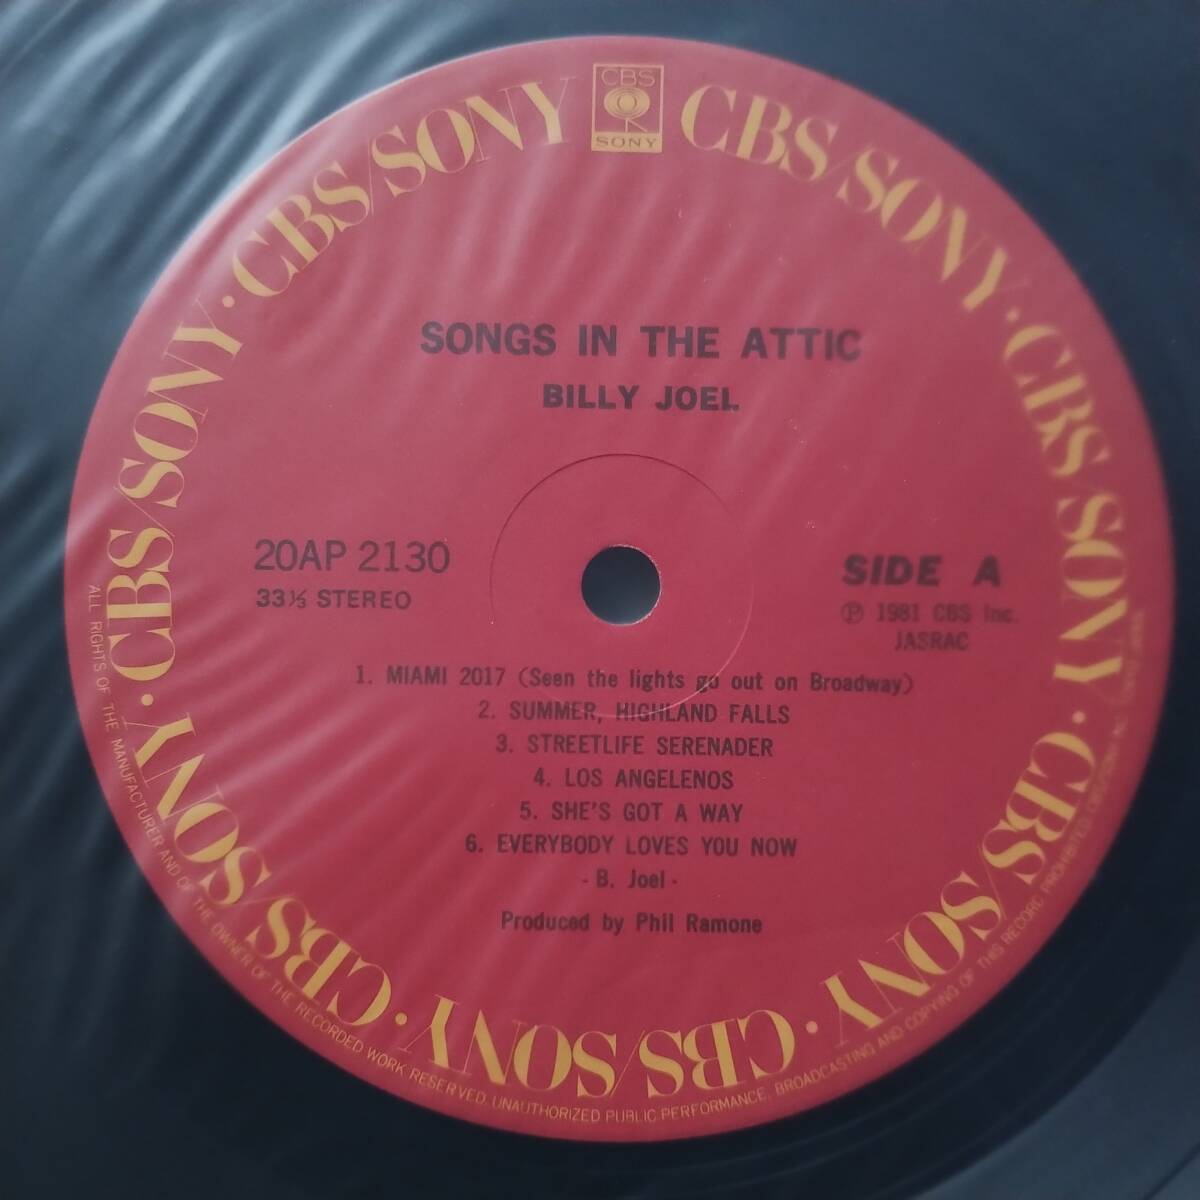 CBS
SONY
CBS/SONY · CBS/SONY · CBS/SONY · CBS/SONY · CBS/SONY · CBS/SONY · CBS/SONY · CBS/SONY
SONGS IN THE ATTIC
BILLY JOEL
20AP 2130
33⅓ STEREO
SIDE A
Ⓟ 1981 CBS Inc.
JASRAC
1. MIAMI 2017 (Seen the lights go out on Broadway)
2. SUMMER, HIGHLAND FALLS
3. STREETLIFE SERENADER
4. LOS ANGELENOS
5. SHE'S GOT A WAY
6. EVERYBODY LOVES YOU NOW
- B. Joel -
Produced by Phil Ramone
ALL RIGHTS OF THE MANUFACTURER AND OF THE OWNER OF THE RECORDED WORK RESERVED. UNAUTHORIZED PUBLIC PERFORMANCE, BROADCASTING AND COPYING OF THIS RECORD PROHIBITED